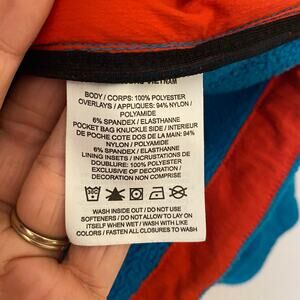 VIETNAM
BODY / CORPS: 100% POLYESTER
OVERLAYS / APPLIQUES: 94% NYLON /
POLYAMIDE
6% SPANDEX / ELASTHANNE
POCKET BAG KNUCKLE SIDE / INTERIEUR
DE POCHE COTE DOS DE LA MAIN: 94%
NYLON / POLYAMIDE
6% SPANDEX / ELASTHANNE
LINING INSETS / INCRUSTATIONS DE
DOUBLURE: 100% POLYESTER
EXCLUSIVE OF DECORATION /
DECORATION NON COMPRISE
WASH INSIDE OUT / DO NOT USE
SOFTENERS / DO NOT ALLOW TO LAY ON
ITSELF WHEN WET / WASH WITH LIKE
COLORS / FASTEN ALL CLOSURES TO WASH